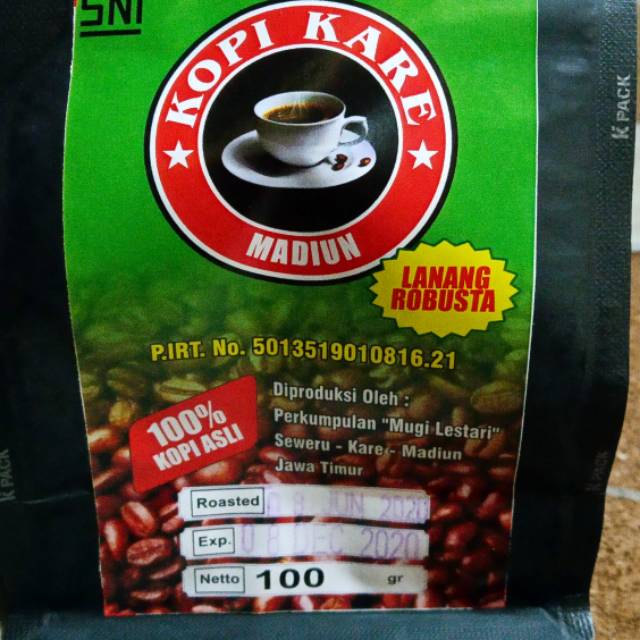 SNI
KOPI KARE
MADIUN
LANANG
ROBUSTA
P.IRT. No. 5013519010816.21
100%
KOPI ASLI
Diproduksi Oleh :
Perkumpulan "Mugi Lestari"
Seweru - Kare - Madiun
Jawa Timur
Roasted 08 JUN 2020
Exp. 08 DEC 2020
Netto 100 gr
K PACK
K PACK
K PACK